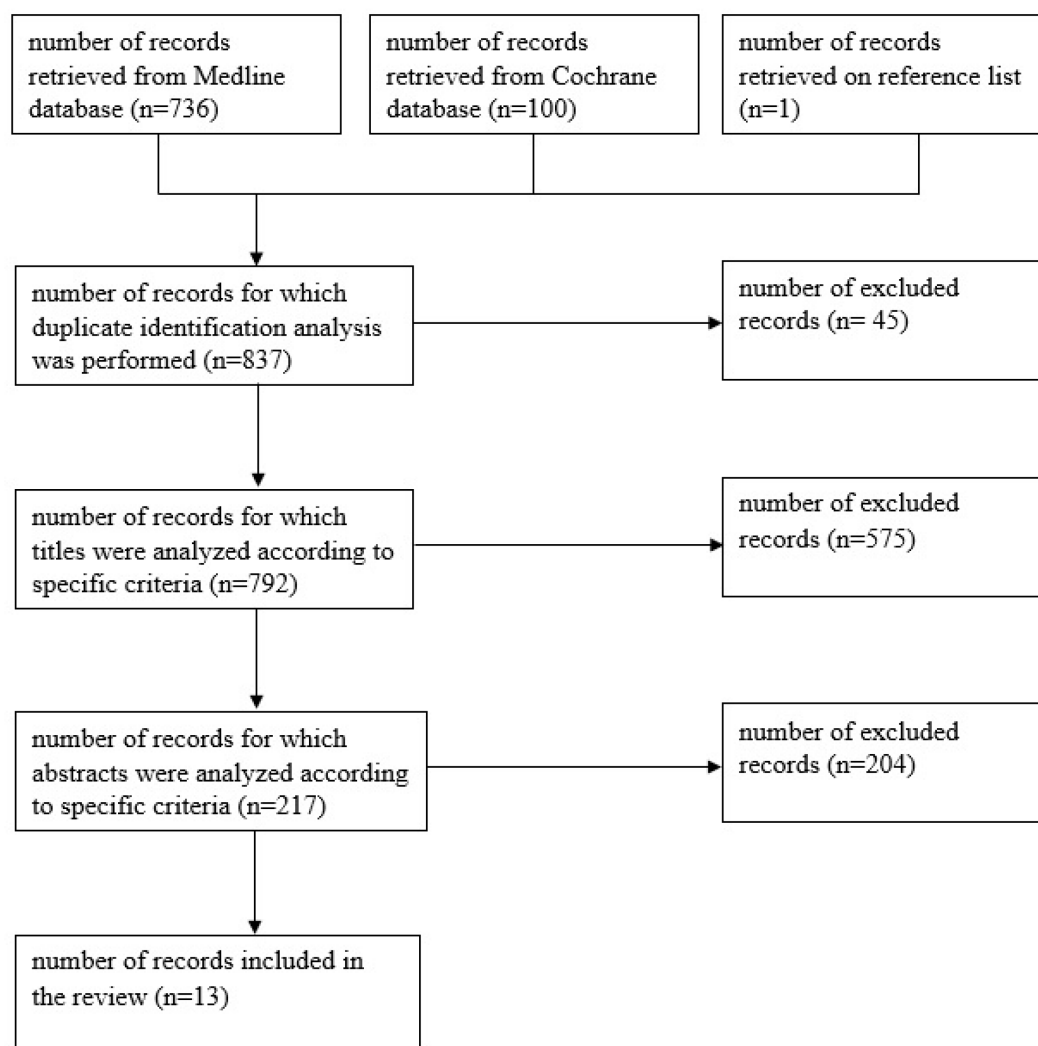 number of records
retrieved from Medline
database (n=736)
number of records
retrieved from Cochrane
database (n=100)
number of records
retrieved on reference list
(n=1)
number of records for which
duplicate identification analysis
was performed (n=837)
number of excluded
records (n= 45)
number of records for which
titles were analyzed according to
specific criteria (n=792)
number of excluded
records (n=575)
number of records for which
abstracts were analyzed according
to specific criteria (n=217)
number of excluded
records (n=204)
number of records included in
the review (n=13)